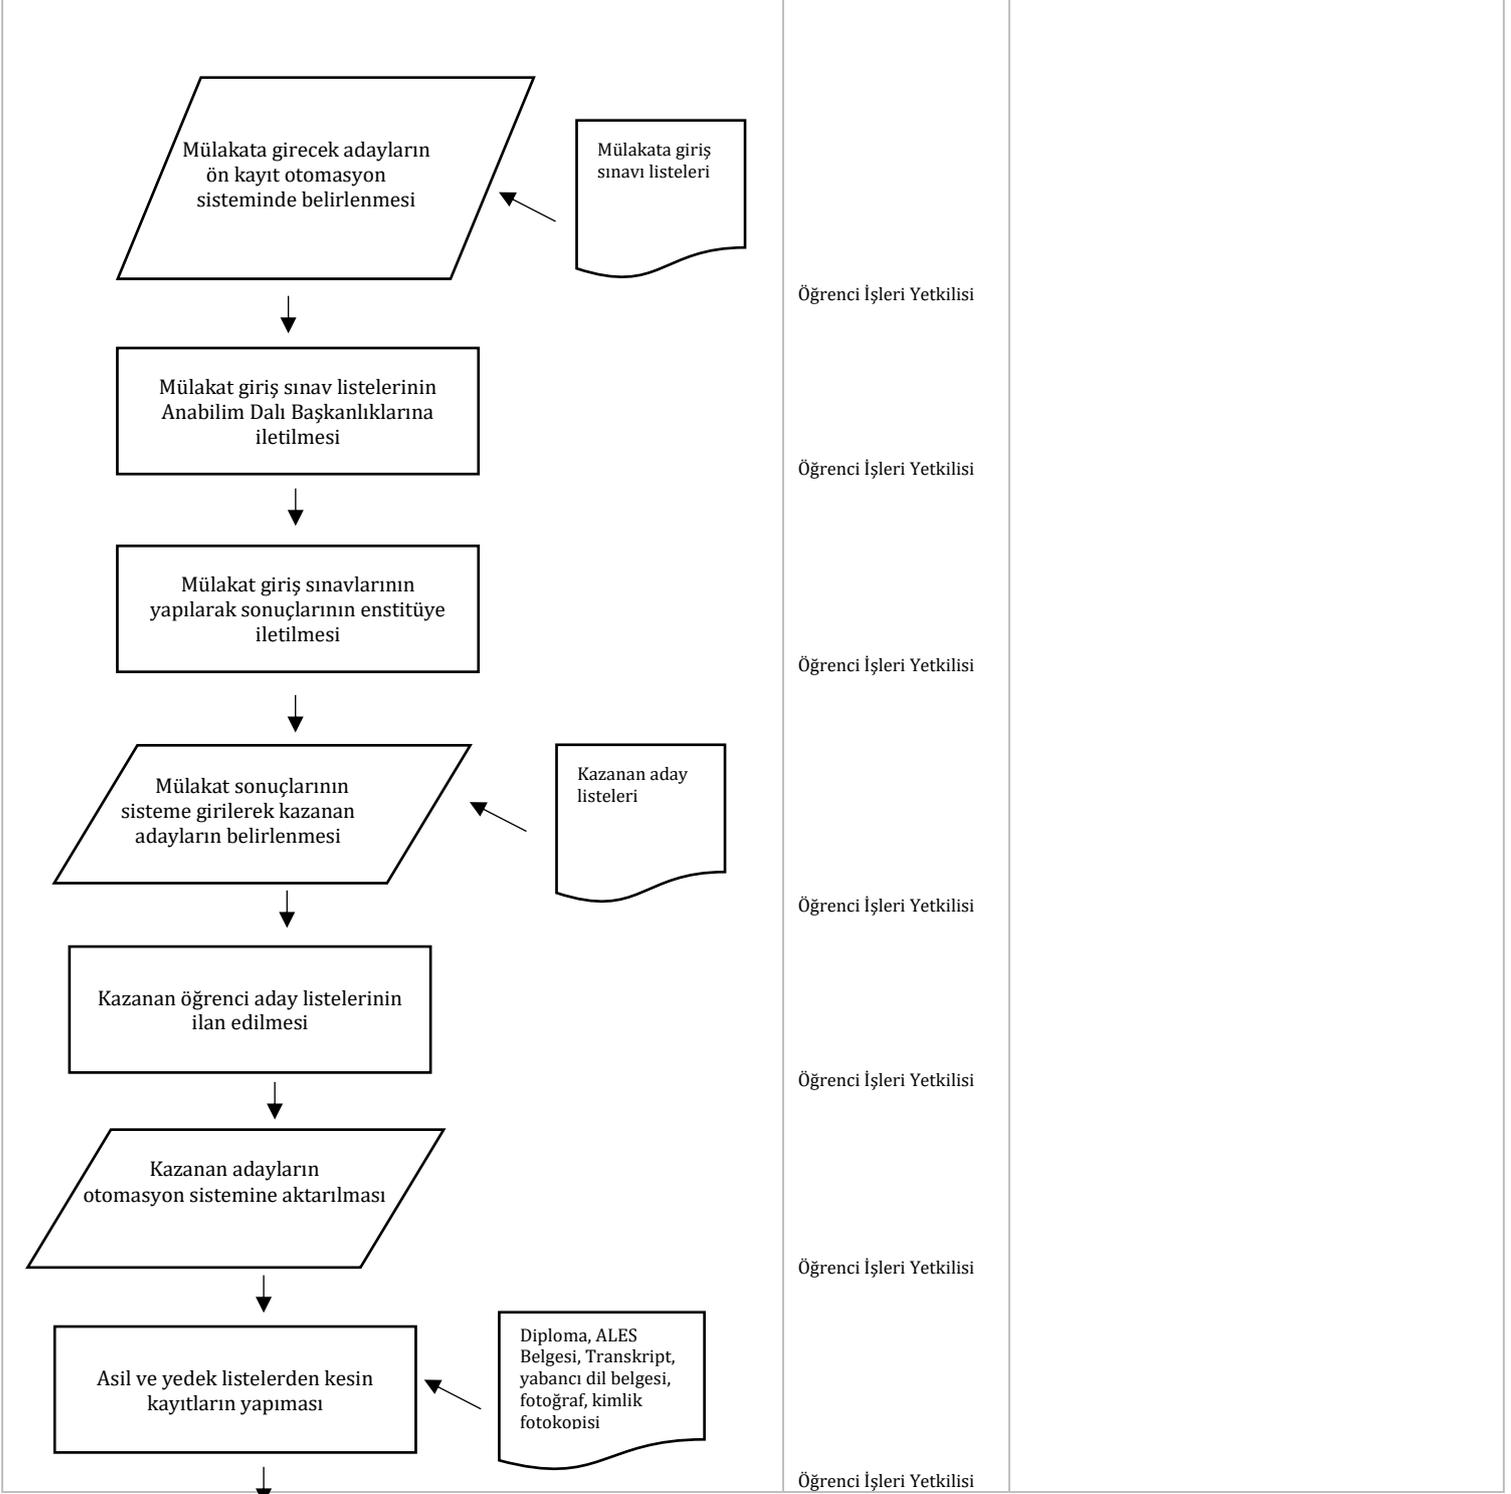 Mülakata girecek adayların
ön kayıt otomasyon
sisteminde belirlenmesi
Mülakata giriş
sınavı listeleri
Öğrenci İşleri Yetkilisi
Mülakat giriş sınav listelerinin
Anabilim Dalı Başkanlıklarına
iletilmesi
Öğrenci İşleri Yetkilisi
Mülakat giriş sınavlarının
yapılarak sonuçlarının enstitüye
iletilmesi
Öğrenci İşleri Yetkilisi
Mülakat sonuçlarının
sisteme girilerek kazanan
adayların belirlenmesi
Kazanan aday
listeleri
Öğrenci İşleri Yetkilisi
Kazanan öğrenci aday listelerinin
ilan edilmesi
Öğrenci İşleri Yetkilisi
Kazanan adayların
otomasyon sistemine aktarılması
Öğrenci İşleri Yetkilisi
Asil ve yedek listelerden kesin
kayıtların yapıması
Diploma, ALES
Belgesi, Transkript,
yabancı dil belgesi,
fotoğraf, kimlik
fotokopisi
Öğrenci İşleri Yetkilisi